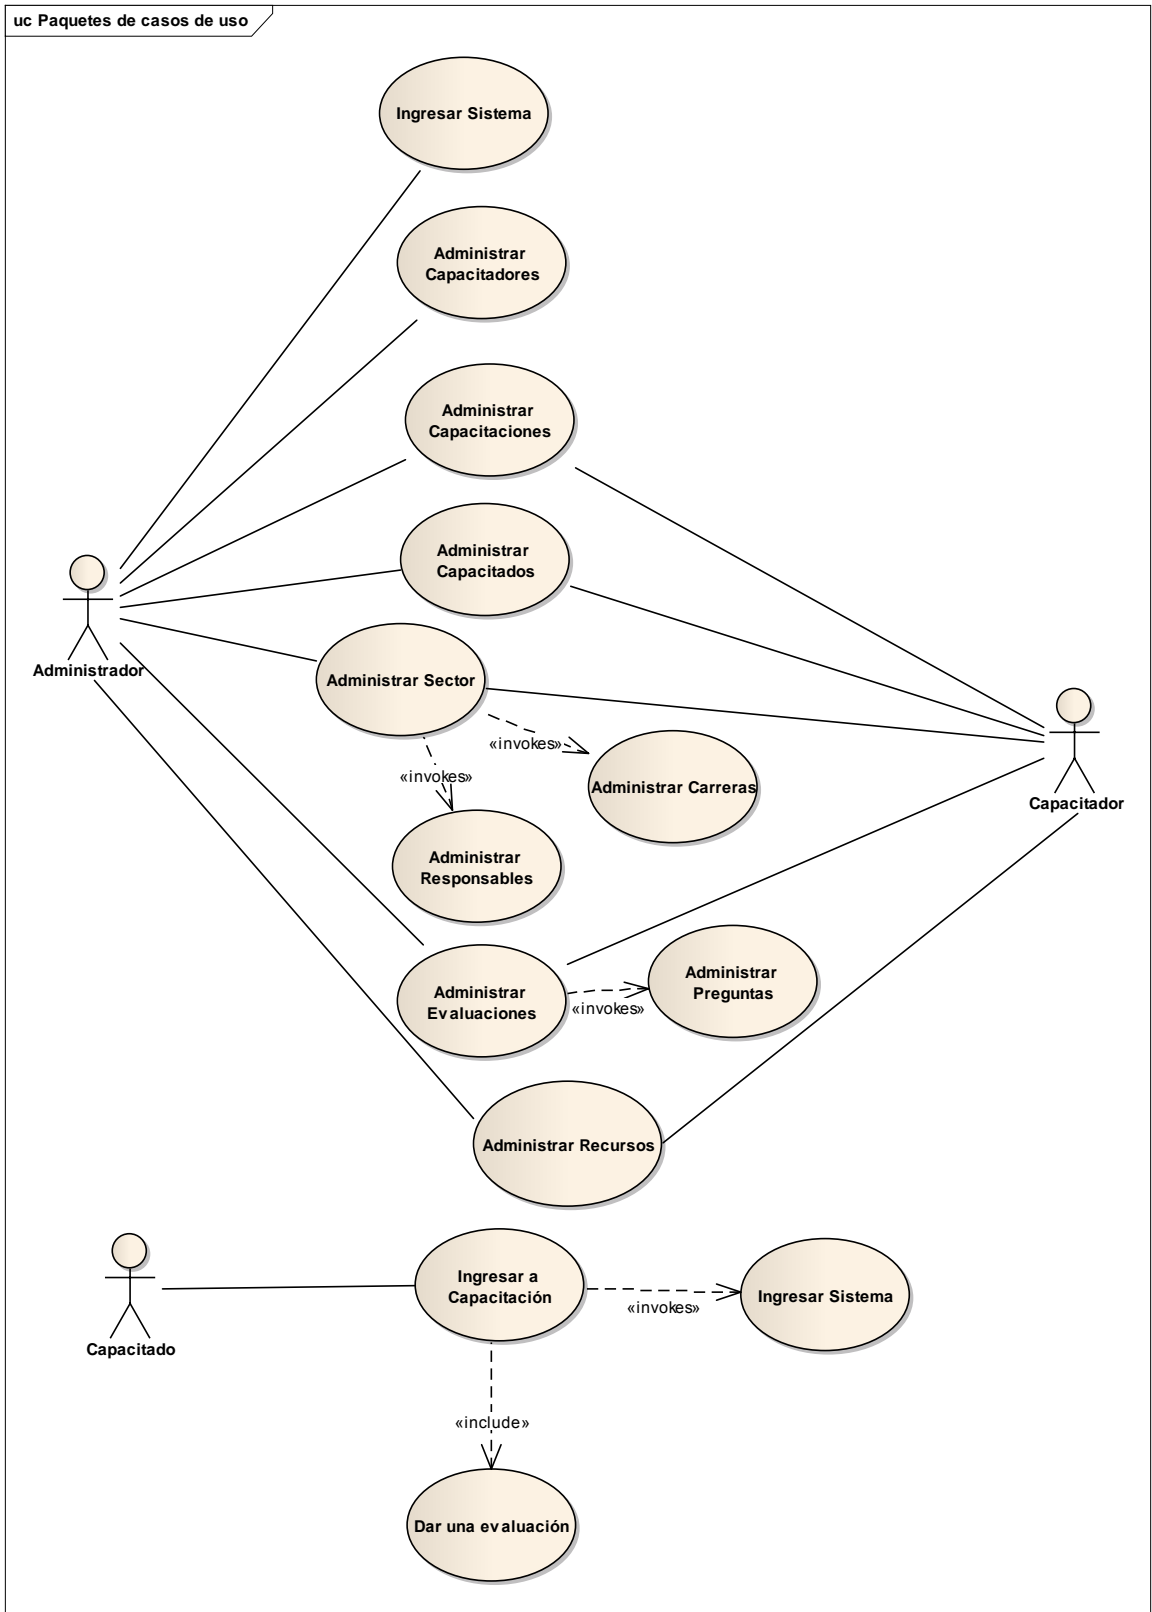 uc Paquetes de casos de uso
Ingresar Sistema
Administrar
Capacitadores
Administrar
Capacitaciones
Administrar
Capacitados
Administrador
Administrar Sector
«invokes»
«invokes»
Administrar Carreras
Capacitador
Administrar
Responsables
Administrar
Evaluaciones
Administrar
Preguntas
«invokes»
Administrar Recursos
Capacitado
Ingresar a
Capacitación
«invokes»
Ingresar Sistema
«include»
Dar una evaluación